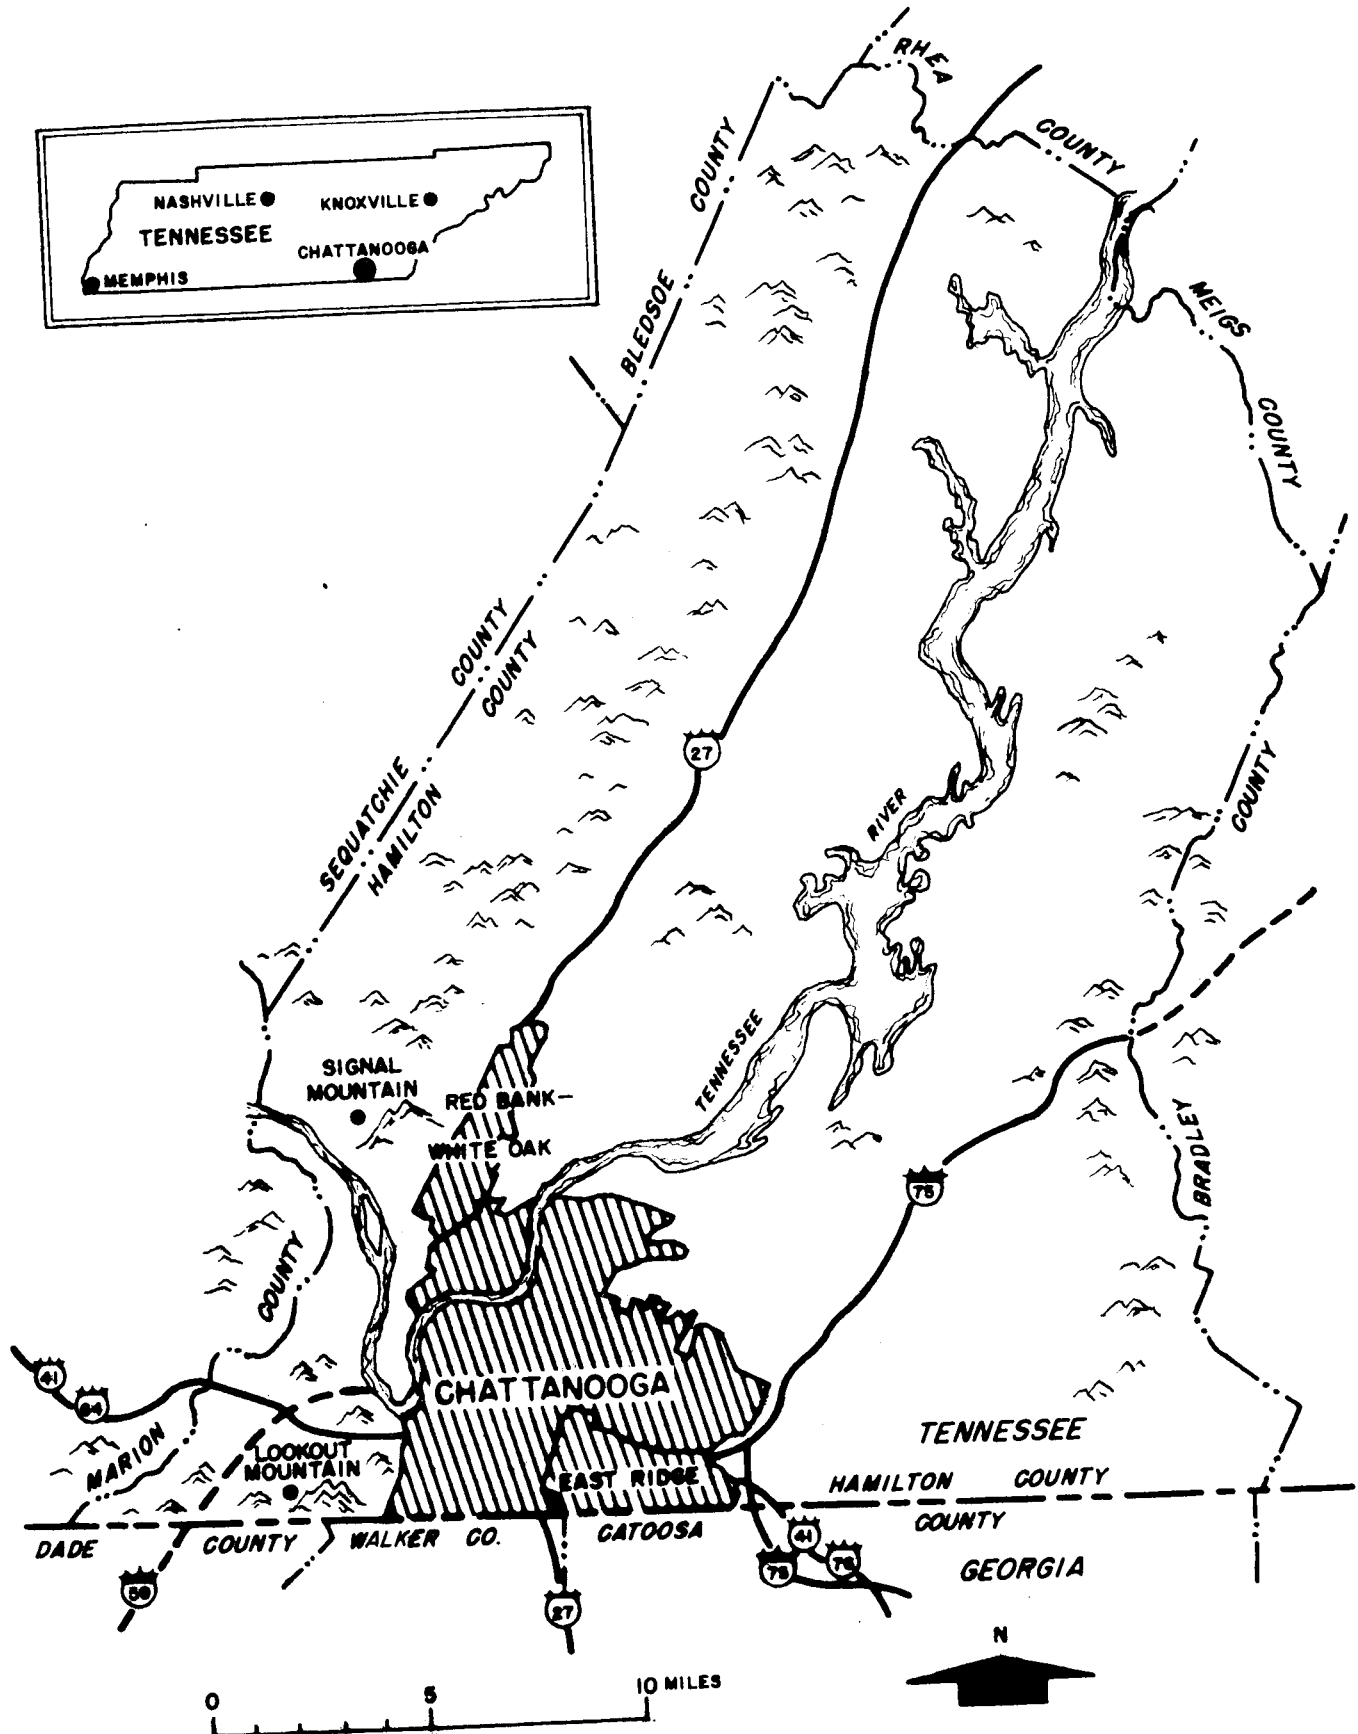 RHEA
COUNTY
NASHVILLE
KNOXVILLE
TENNESSEE
CHATTANOOGA
MEMPHIS
BLEDSOE COUNTY
MEIGS
COUNTY
SEQUATCHIE COUNTY
HAMILTON COUNTY
27
RIVER
COUNTY
TENNESSEE
SIGNAL
MOUNTAIN
RED BANK-
WHITE OAK
BRADLEY
75
COUNTY
41
64
CHATTANOOGA
MARION
LOOKOUT
MOUNTAIN
EAST RIDGE
TENNESSEE
HAMILTON COUNTY
DADE COUNTY
WALKER CO.
CATOOSA COUNTY
GEORGIA
59
27
41
75
76
N
0 5 10 MILES